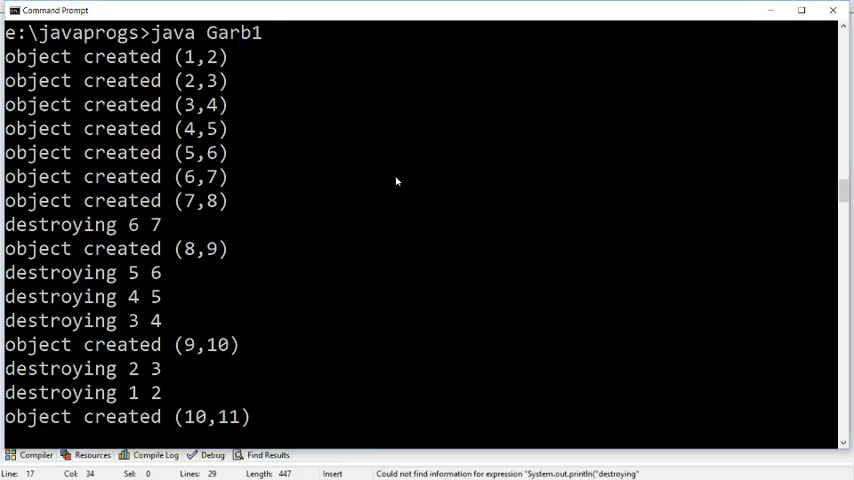 Command Prompt
e:\javaprogs>java Garb1
object created (1,2)
object created (2,3)
object created (3,4)
object created (4,5)
object created (5,6)
object created (6,7)
object created (7,8)
destroying 6 7
object created (8,9)
destroying 5 6
destroying 4 5
destroying 3 4
object created (9,10)
destroying 2 3
destroying 1 2
object created (10,11)
Compiler Resources Compile Log Debug Find Results
Line: 17 Col: 34 Sel: 0 Lines: 29 Length: 447 Insert Could not find information for expression "System.out.println("destroying"